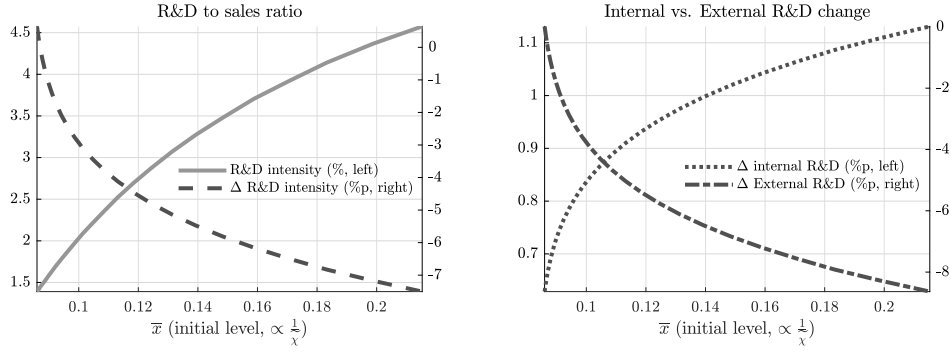 R&D to sales ratio
4.5
4
3.5
3
2.5
2
1.5
0
-1
-2
-3
-4
-5
-6
-7
R&D intensity (%, left)
Δ R&D intensity (%p, right)
0.1 0.12 0.14 0.16 0.18 0.2
x̅ (initial level, ∝ 1/χ̃)
Internal vs. External R&D change
1.1
1
0.9
0.8
0.7
0
-2
-4
-6
-8
Δ internal R&D (%p, left)
Δ External R&D (%p, right)
0.1 0.12 0.14 0.16 0.18 0.2
x̅ (initial level, ∝ 1/χ̃)